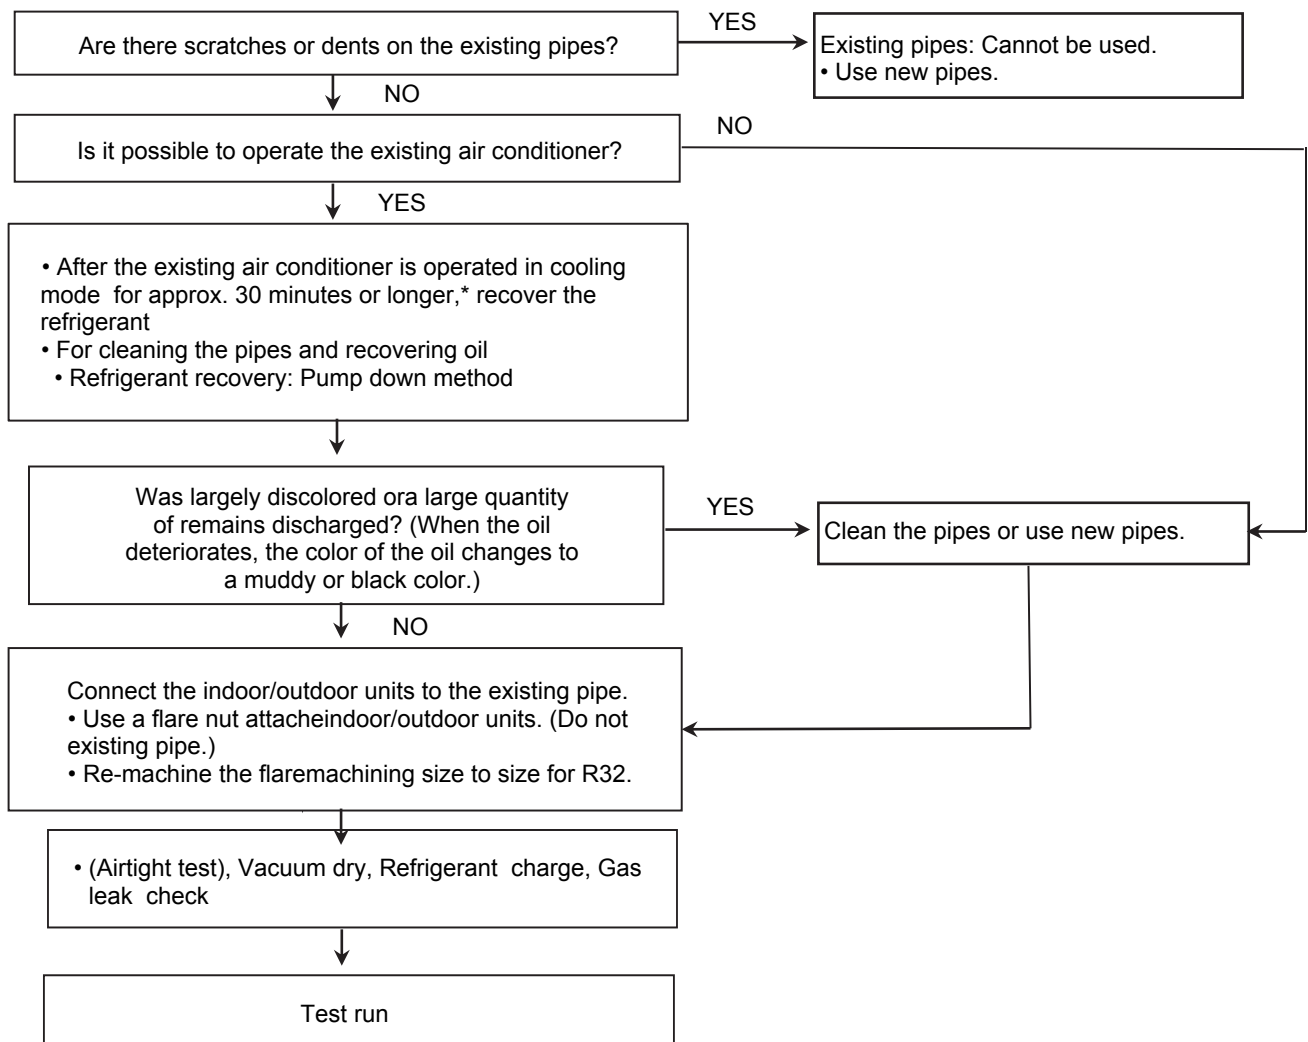 Are there scratches or dents on the existing pipes?
YES
Existing pipes: Cannot be used.
• Use new pipes.
NO
Is it possible to operate the existing air conditioner?
NO
YES
• After the existing air conditioner is operated in cooling
mode for approx. 30 minutes or longer,* recover the
refrigerant
• For cleaning the pipes and recovering oil
• Refrigerant recovery: Pump down method
Was largely discolored ora large quantity
of remains discharged? (When the oil
deteriorates, the color of the oil changes to
a muddy or black color.)
YES
Clean the pipes or use new pipes.
NO
Connect the indoor/outdoor units to the existing pipe.
• Use a flare nut attacheindoor/outdoor units. (Do not
existing pipe.)
• Re-machine the flaremachining size to size for R32.
• (Airtight test), Vacuum dry, Refrigerant charge, Gas
leak check
Test run